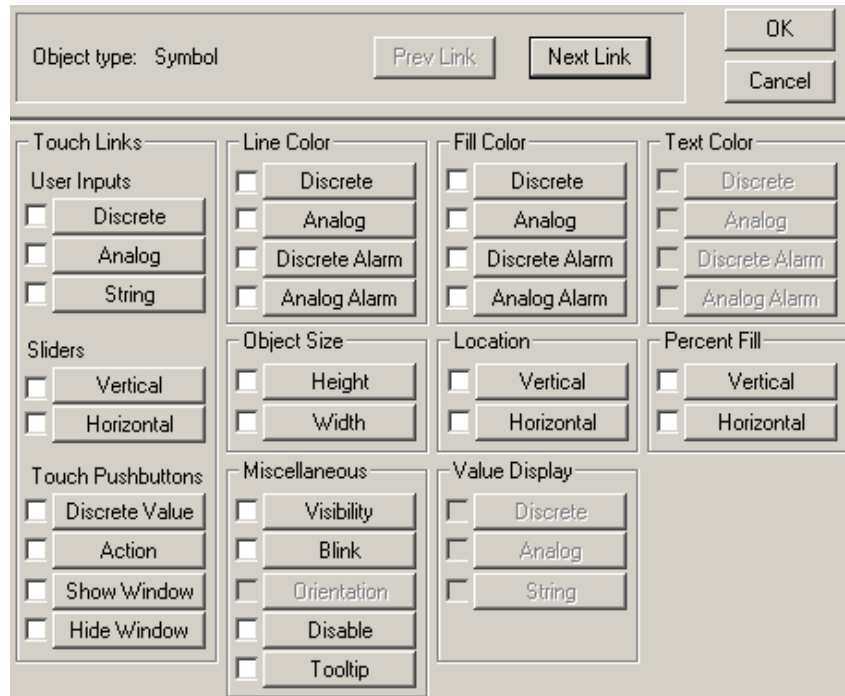 Object type: Symbol
Prev Link
Next Link
OK
Cancel
Touch Links
User Inputs
Discrete
Analog
String
Sliders
Vertical
Horizontal
Touch Pushbuttons
Discrete Value
Action
Show Window
Hide Window
Line Color
Discrete
Analog
Discrete Alarm
Analog Alarm
Object Size
Height
Width
Miscellaneous
Visibility
Blink
Orientation
Disable
Tooltip
Fill Color
Discrete
Analog
Discrete Alarm
Analog Alarm
Location
Vertical
Horizontal
Value Display
Discrete
Analog
String
Text Color
Discrete
Analog
Discrete Alarm
Analog Alarm
Percent Fill
Vertical
Horizontal